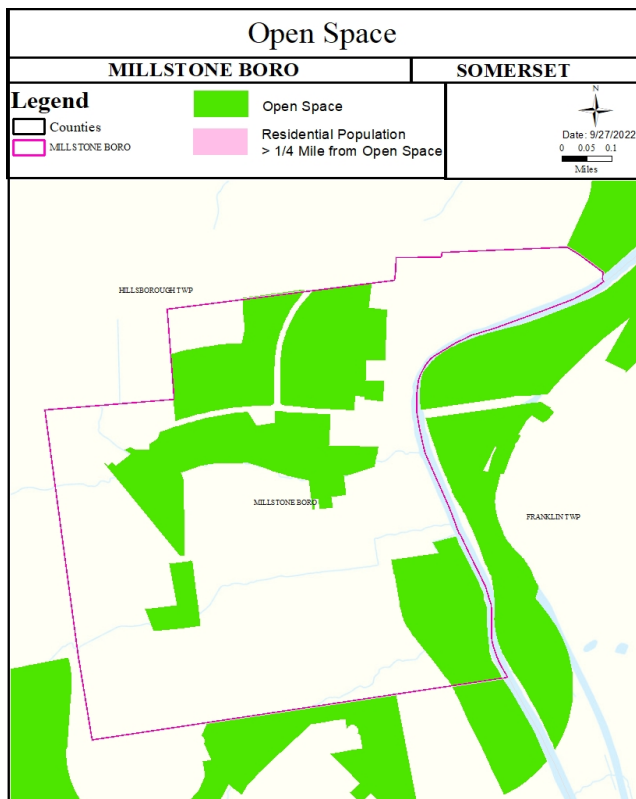 Open Space
MILLSTONE BORO
SOMERSET
Legend
Counties
MILLSTONE BORO
Open Space
Residential Population
> 1/4 Mile from Open Space
N
Date: 9/27/2022
0 0.05 0.1
Miles
HILLSBOROUGH TWP
MILLSTONE BORO
FRANKLIN TWP